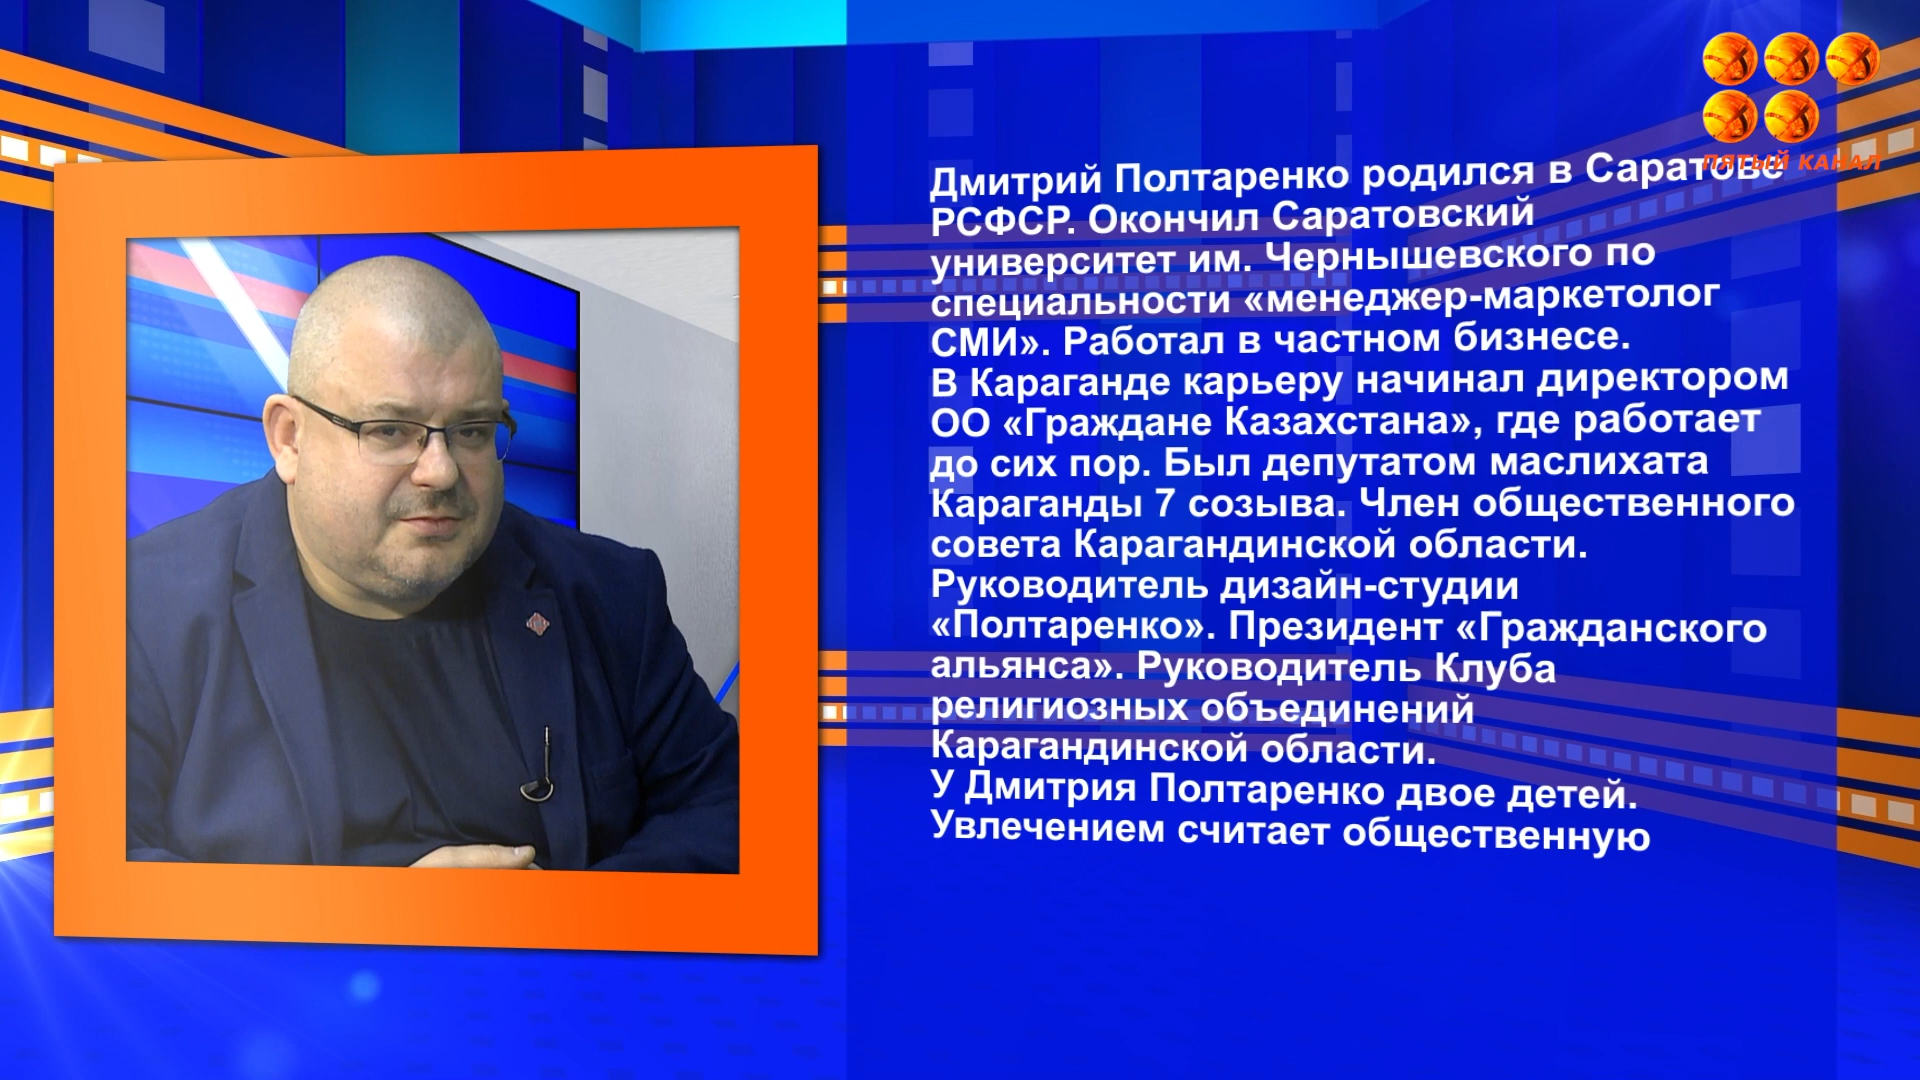 ПЯТЫЙ КАНАЛ
Дмитрий Полтаренко родился в Саратове
РСФСР. Окончил Саратовский
университет им. Чернышевского по
специальности «менеджер-маркетолог
СМИ». Работал в частном бизнесе.
В Караганде карьеру начинал директором
ОО «Граждане Казахстана», где работает
до сих пор. Был депутатом маслихата
Караганды 7 созыва. Член общественного
совета Карагандинской области.
Руководитель дизайн-студии
«Полтаренко». Президент «Гражданского
альянса». Руководитель Клуба
религиозных объединений
Карагандинской области.
У Дмитрия Полтаренко двое детей.
Увлечением считает общественную